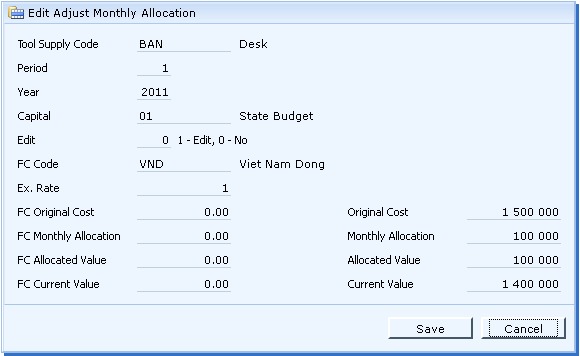 Edit Adjust Monthly Allocation
Tool Supply Code BAN Desk
Period 1
Year 2011
Capital 01 State Budget
Edit 0 1 - Edit, 0 - No
FC Code VND Viet Nam Dong
Ex. Rate 1
FC Original Cost 0.00 Original Cost 1 500 000
FC Monthly Allocation 0.00 Monthly Allocation 100 000
FC Allocated Value 0.00 Allocated Value 100 000
FC Current Value 0.00 Current Value 1 400 000
Save Cancel